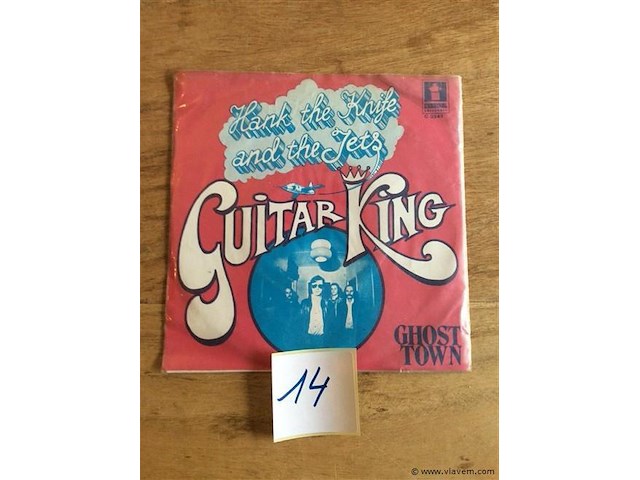 Hank the Knife
and the Jets
GUITAR KING
GHOST
TOWN
14
© www.vlavem.com